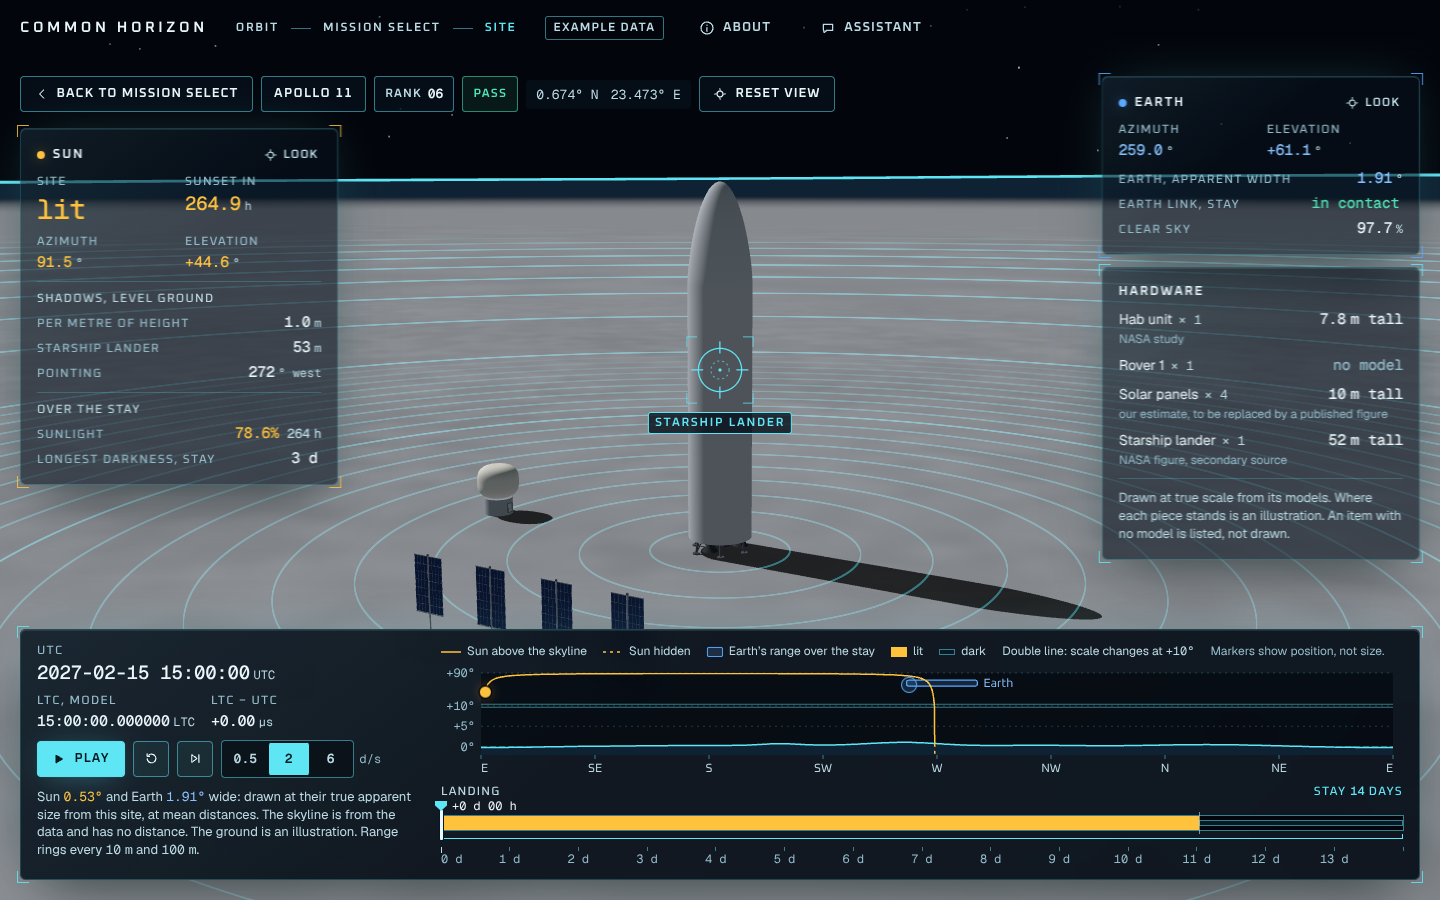 COMMON HORIZON
ORBIT MISSION SELECT SITE
EXAMPLE DATA
ABOUT
ASSISTANT
BACK TO MISSION SELECT
APOLLO 11
RANK 06
PASS
0.674° N 23.473° E
RESET VIEW
SUN
LOOK
SITE
SUNSET IN
lit
264.9 h
AZIMUTH
ELEVATION
91.5 °
+44.6 °
SHADOWS, LEVEL GROUND
PER METRE OF HEIGHT 1.0 m
STARSHIP LANDER 53 m
POINTING 272 ° west
OVER THE STAY
SUNLIGHT 78.6% 264 h
LONGEST DARKNESS, STAY 3 d
EARTH
LOOK
AZIMUTH
ELEVATION
259.0 °
+61.1 °
EARTH, APPARENT WIDTH 1.91 °
EARTH LINK, STAY in contact
CLEAR SKY 97.7 %
HARDWARE
Hab unit × 1 7.8 m tall
NASA study
Rover 1 × 1 no model
Solar panels × 4 10 m tall
our estimate, to be replaced by a published figure
Starship lander × 1 52 m tall
NASA figure, secondary source
Drawn at true scale from its models. Where
each piece stands is an illustration. An item with
no model is listed, not drawn.
STARSHIP LANDER
UTC
2027-02-15 15:00:00 UTC
LTC, MODEL
LTC − UTC
15:00:00.000000 LTC
+0.00 µs
PLAY
0.5 2 6 d/s
Sun 0.53° and Earth 1.91° wide: drawn at their true apparent
size from this site, at mean distances. The skyline is from the
data and has no distance. The ground is an illustration. Range
rings every 10 m and 100 m.
Sun above the skyline
Sun hidden
Earth's range over the stay
lit
dark
Double line: scale changes at +10°
Markers show position, not size.
+90°
+10°
+5°
0°
Earth
E SE S SW W NW N NE E
LANDING
STAY 14 DAYS
+0 d 00 h
0 d 1 d 2 d 3 d 4 d 5 d 6 d 7 d 8 d 9 d 10 d 11 d 12 d 13 d